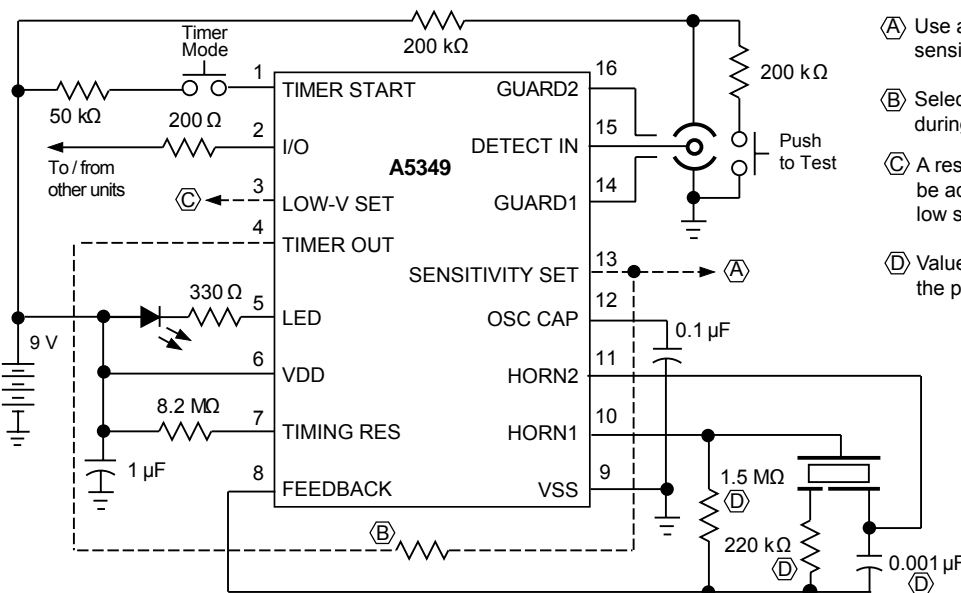 Timer
Mode
200 kΩ
50 kΩ
200 kΩ
200 Ω
To / from
other units
Push
to Test
A5349
1 TIMER START
2 I/O
3 LOW-V SET
4 TIMER OUT
5 LED
6 VDD
7 TIMING RES
8 FEEDBACK
16 GUARD2
15 DETECT IN
14 GUARD1
13 SENSITIVITY SET
12 OSC CAP
11 HORN2
10 HORN1
9 VSS
C
A
330 Ω
9 V
8.2 MΩ
1 µF
B
0.1 µF
1.5 MΩ
D
220 kΩ
D
0.001 µF
D
A Use a
sensi
B Selec
during
C A res
be ac
low s
D Value
the p